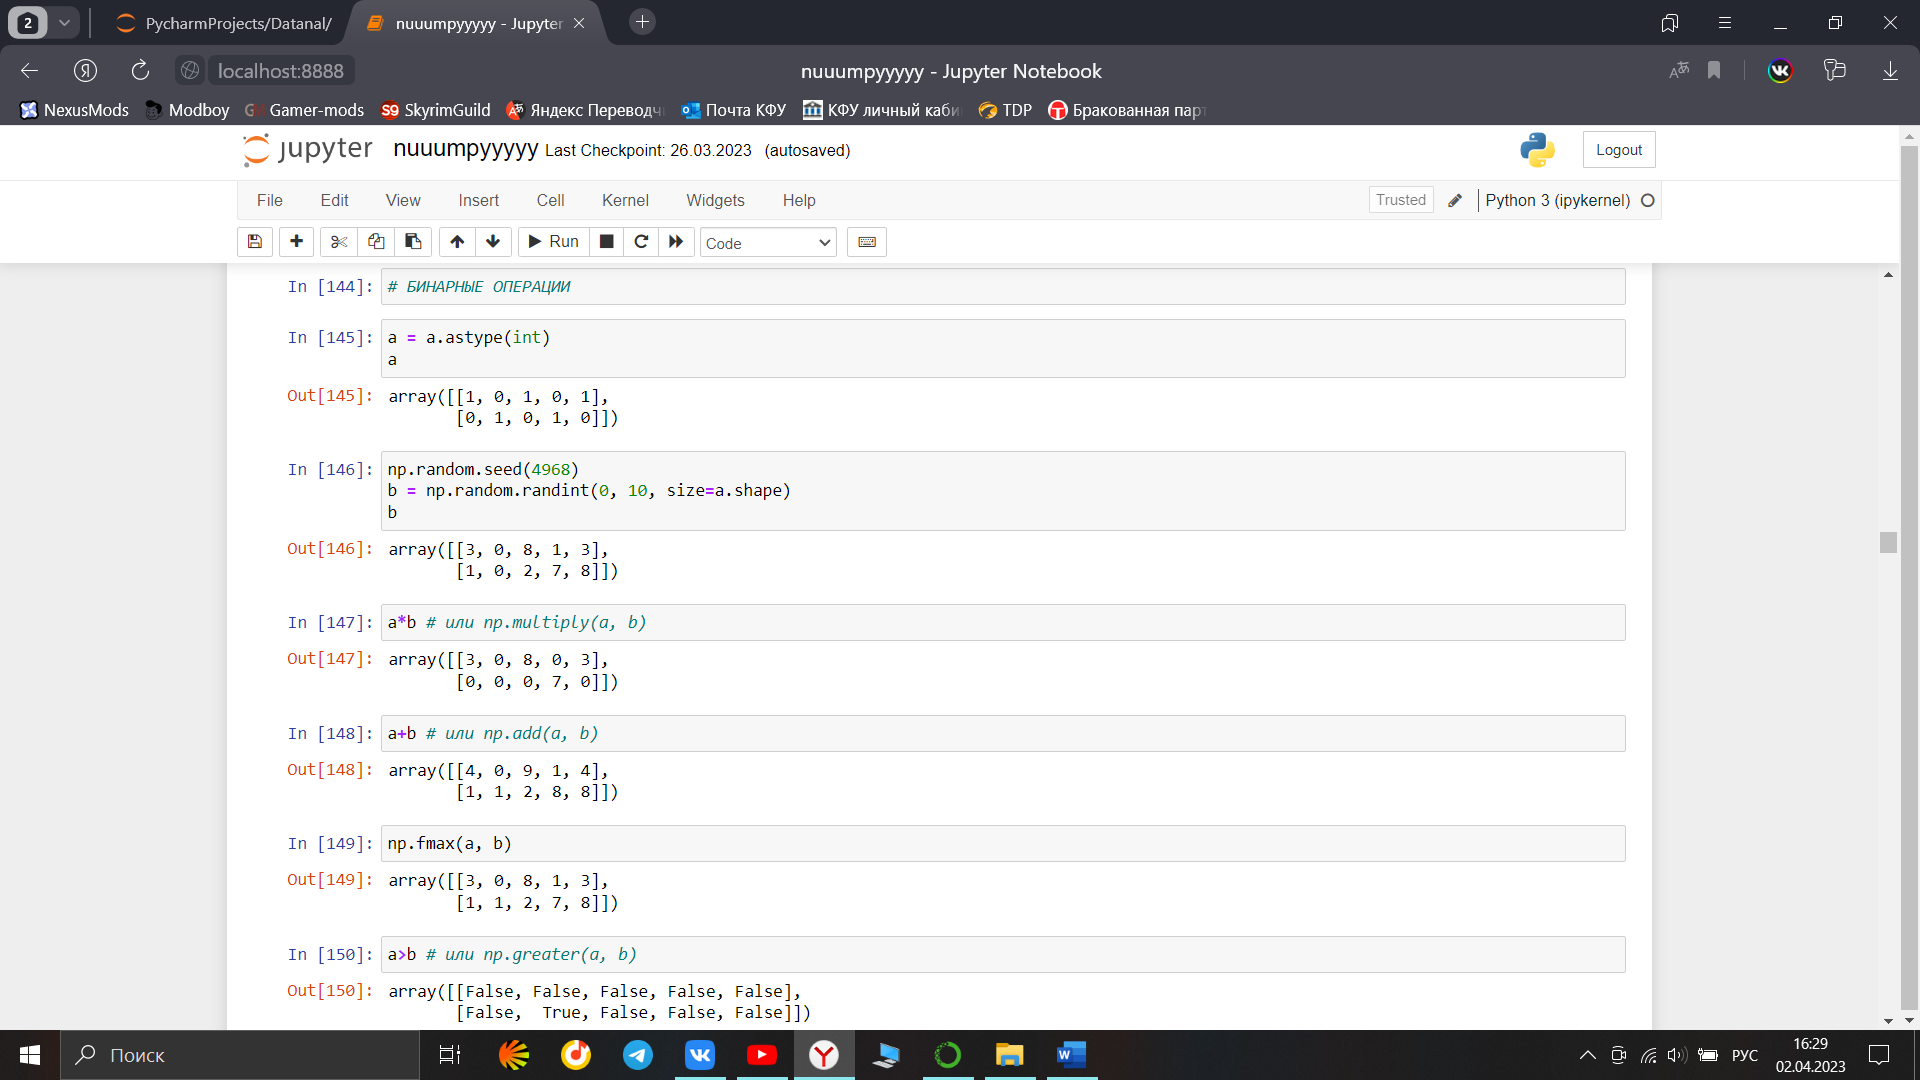 2
PycharmProjects/Datanal/
nuuumpyyyyy - Jupyter
localhost:8888
nuuumpyyyyy - Jupyter Notebook
NexusMods
Modboy
Gamer-mods
SkyrimGuild
Яндекс Переводч
Почта КФУ
КФУ личный каби
TDP
Бракованная пар
jupyter
nuuumpyyyyy Last Checkpoint: 26.03.2023 (autosaved)
Logout
File Edit View Insert Cell Kernel Widgets Help
Trusted
Python 3 (ipykernel)
Run
Code
In [144]: # БИНАРНЫЕ ОПЕРАЦИИ
In [145]: a = a.astype(int)
a
Out[145]: array([[1, 0, 1, 0, 1],
[0, 1, 0, 1, 0]])
In [146]: np.random.seed(4968)
b = np.random.randint(0, 10, size=a.shape)
b
Out[146]: array([[3, 0, 8, 1, 3],
[1, 0, 2, 7, 8]])
In [147]: a*b # или np.multiply(a, b)
Out[147]: array([[3, 0, 8, 0, 3],
[0, 0, 0, 7, 0]])
In [148]: a+b # или np.add(a, b)
Out[148]: array([[4, 0, 9, 1, 4],
[1, 1, 2, 8, 8]])
In [149]: np.fmax(a, b)
Out[149]: array([[3, 0, 8, 1, 3],
[1, 1, 2, 7, 8]])
In [150]: a>b # или np.greater(a, b)
Out[150]: array([[False, False, False, False, False],
[False,  True, False, False, False]])
Поиск
РУС
16:29
02.04.2023